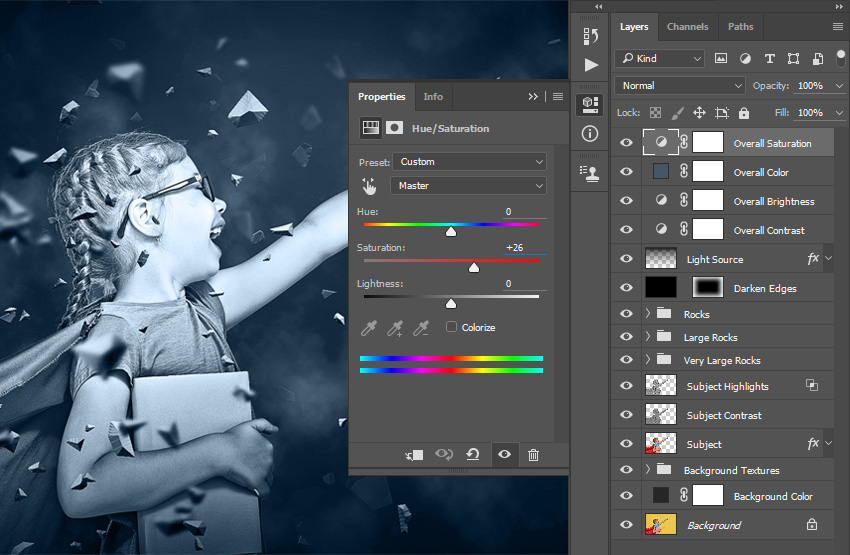 Properties
Info
Hue/Saturation
Preset: Custom
Master
Hue: 0
Saturation: +26
Lightness: 0
Colorize
Layers
Channels
Paths
Kind
Normal
Opacity: 100%
Lock:
Fill: 100%
Overall Saturation
Overall Color
Overall Brightness
Overall Contrast
Light Source fx
Darken Edges
Rocks
Large Rocks
Very Large Rocks
Subject Highlights
Subject Contrast
Subject fx
Background Textures
Background Color
Background